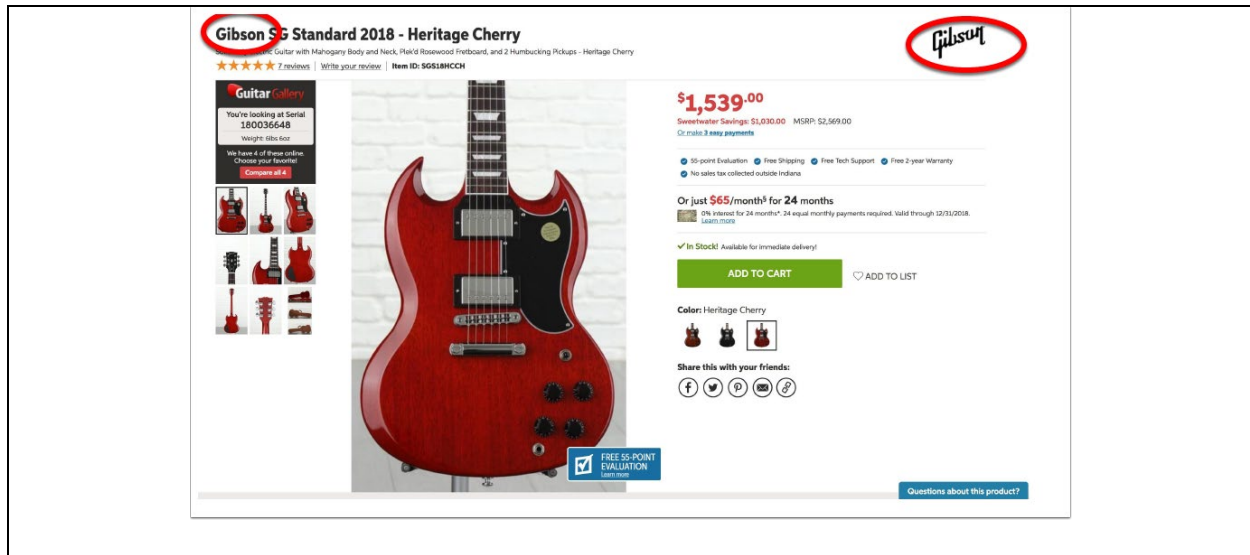 Gibson SG Standard 2018 - Heritage Cherry
Guitar with Mahogany Body and Neck, Plek'd Rosewood Fretboard, and 2 Humbucking Pickups - Heritage Cherry
7 reviews | Write your review | Item ID: SGS18HCCH
Gibson
Guitar Gallery
You're looking at Serial
180036648
Weight: 6lbs 6oz
We have 4 of these online.
Choose your favorite!
Compare all 4
$1,539.00
Sweetwater Savings: $1,030.00 MSRP: $2,569.00
Or make 3 easy payments
55-point Evaluation Free Shipping Free Tech Support Free 2-year Warranty
No sales tax collected outside Indiana
Or just $65/month§ for 24 months
0% interest for 24 months*. 24 equal monthly payments required. Valid through 12/31/2018.
Learn more
In Stock! Available for immediate delivery!
ADD TO CART
ADD TO LIST
Color: Heritage Cherry
Share this with your friends:
FREE 55-POINT
EVALUATION
Learn more
Questions about this product?